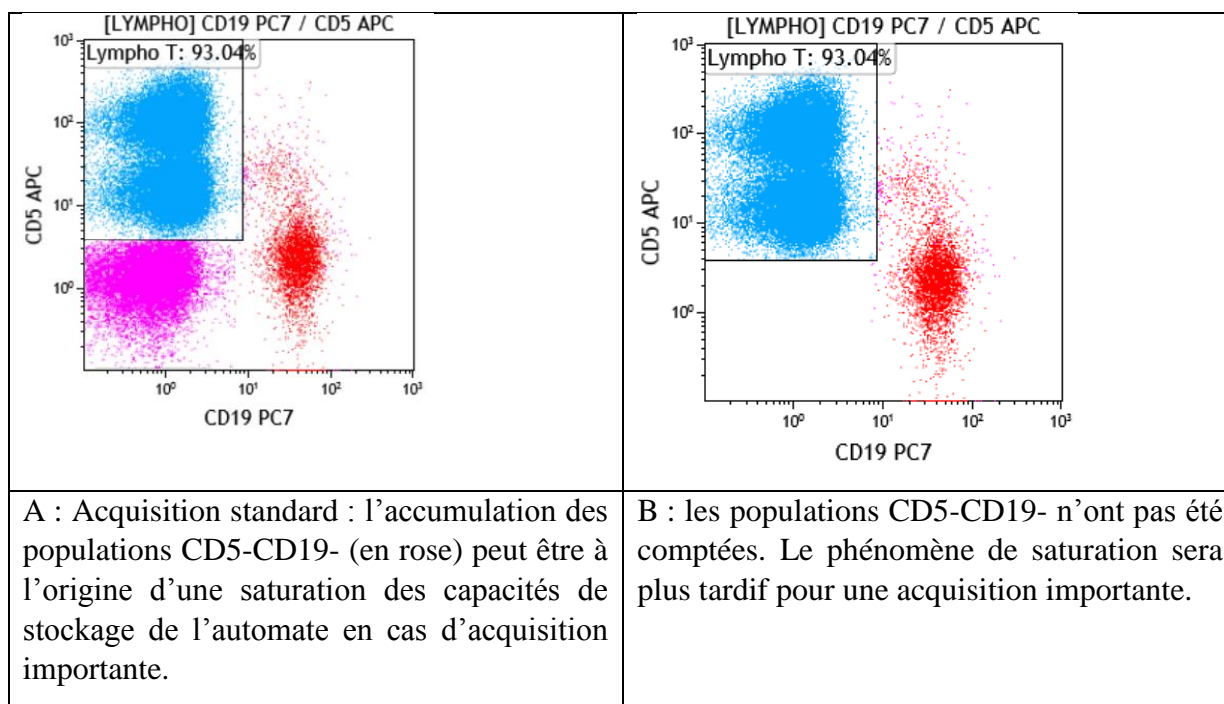 [LYMPHO] CD19 PC7 / CD5 APC
10³
Lympho T: 93.04%
10²
CD5 APC
10¹
10⁰
10⁰ 10¹ 10² 10³
CD19 PC7
[LYMPHO] CD19 PC7 / CD5 APC
10³
Lympho T: 93.04%
10²
CD5 APC
10¹
10⁰
10⁰ 10¹ 10² 10³
CD19 PC7
A : Acquisition standard : l’accumulation des
populations CD5-CD19- (en rose) peut être à
l’origine d’une saturation des capacités de
stockage de l’automate en cas d’acquisition
importante.
B : les populations CD5-CD19- n’ont pas été
comptées. Le phénomène de saturation sera
plus tardif pour une acquisition importante.